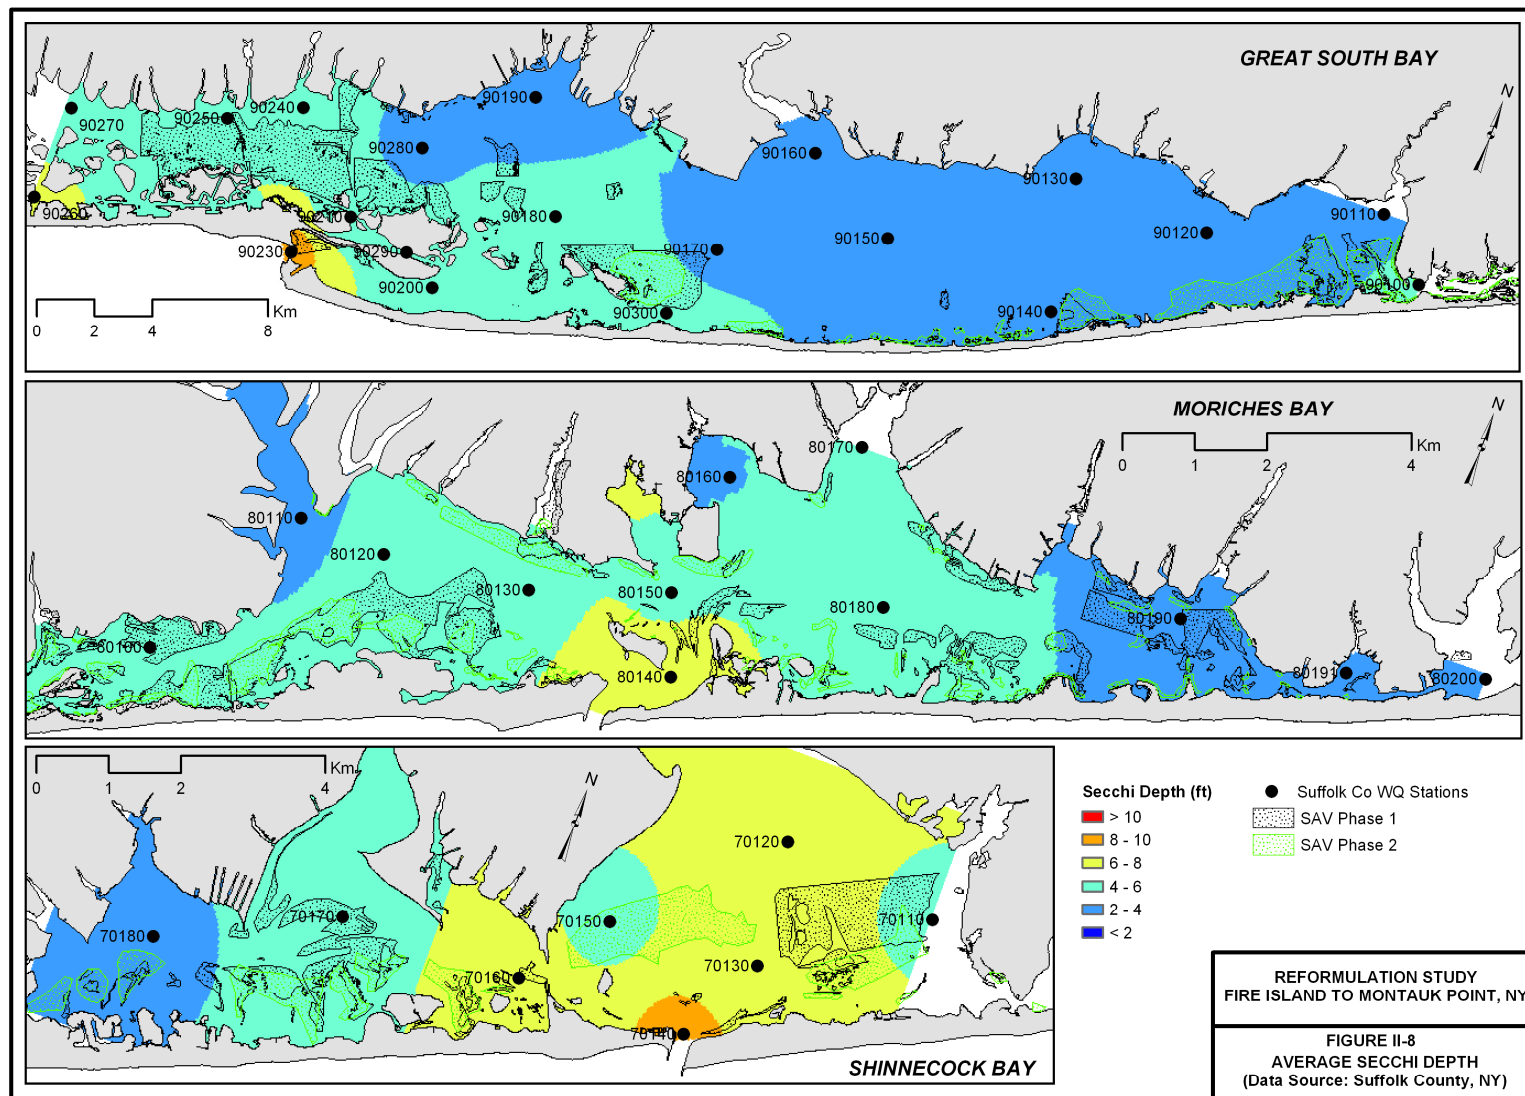 GREAT SOUTH BAY
N
90240
90250
90270
90190
90280
90160
90130
90260
90210
90180
90110
90230
90290
90170
90150
90120
90200
90300
90140
90100
0 2 4 8 Km
MORICHES BAY
N
0 1 2 4 Km
80170
80160
80110
80120
80130
80150
80180
80190
80100
80140
80191
80200
0 1 2 4 Km
N
70120
70170
70150
70110
70180
70160
70130
70140
SHINNECOCK BAY
Secchi Depth (ft)
> 10
8 - 10
6 - 8
4 - 6
2 - 4
< 2
Suffolk Co WQ Stations
SAV Phase 1
SAV Phase 2
REFORMULATION STUDY
FIRE ISLAND TO MONTAUK POINT, NY
FIGURE II-8
AVERAGE SECCHI DEPTH
(Data Source: Suffolk County, NY)